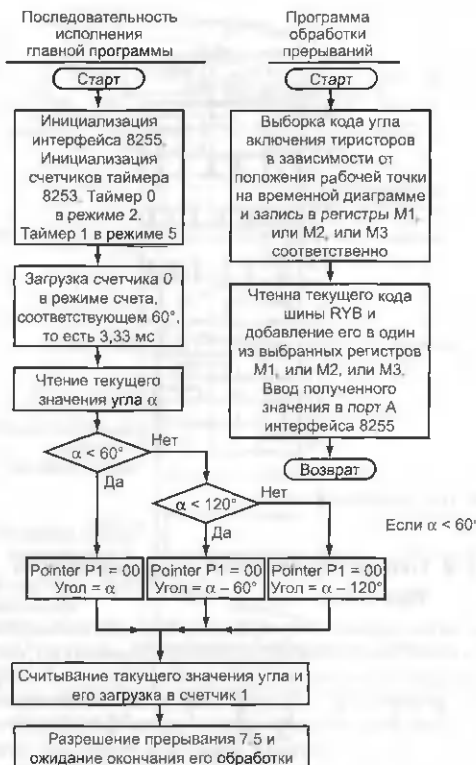 Последовательность
исполнения
главной программы
Старт
Инициализация
интерфейса 8255.
Инициализация
счетчиков таймера
8253. Таймер 0
в режиме 2.
Таймер 1 в режиме 5
Загрузка счетчика 0
в режиме счета,
соответствующем 60°,
то есть 3,33 мс
Чтение текущего
значения угла α
α < 60°
Нет
Да
α < 120°
Нет
Да
Если α < 60°
Pointer P1 = 00
Угол = α
Pointer P1 = 00
Угол = α – 60°
Pointer P1 = 00
Угол = α – 120°
Считывание такущего значения угла и
его загрузка в счетчик 1
Разрешение прерывания 7.5 и
ожидание окончания его обработки
Программа
обработки
прерываний
Старт
Выборка кода угла
включения тиристоров
в зависимости от
положения рабочей точки
на временной диаграмме
и запись в регистры М1,
или М2, или М3
соответственно
Чтенна текущего кода
шины RYB и
добавление его в один
из выбранных регистров
М1, или М2, или М3.
Ввод полученного
значения в порт А
интерфейса 8255
Возврат